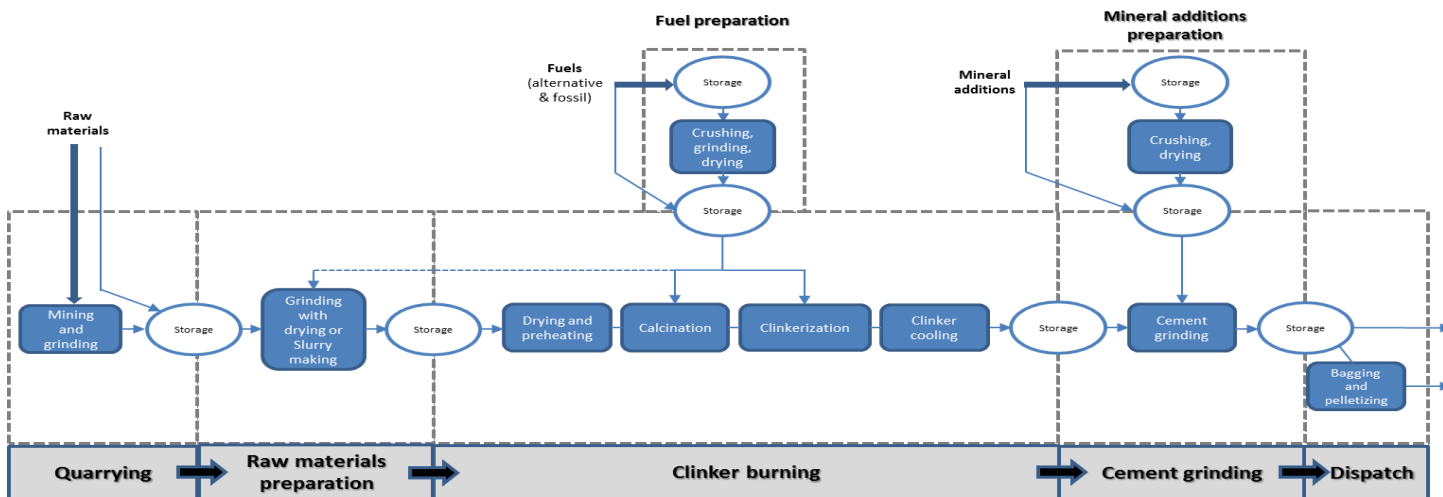 Fuel preparation
Mineral additions
preparation
Fuels
(alternative
& fossil)
Storage
Mineral
additions
Storage
Raw
materials
Crushing,
grinding,
drying
Crushing,
drying
Storage
Storage
Mining
and
grinding
Storage
Grinding
with
drying or
Slurry
making
Storage
Drying and
preheating
Calcination
Clinkerization
Clinker
cooling
Storage
Cement
grinding
Storage
Bagging
and
pelletizing
Quarrying
Raw materials
preparation
Clinker burning
Cement grinding
Dispatch